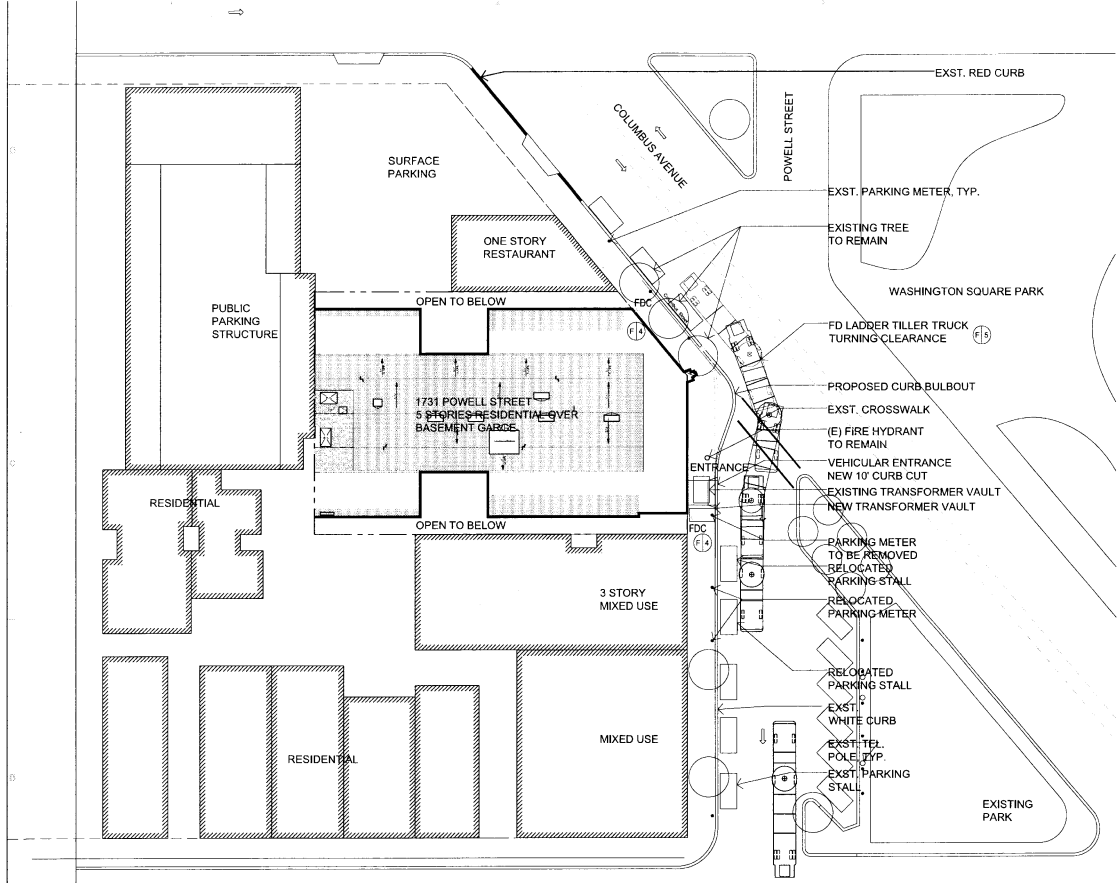 EXST. RED CURB
COLUMBUS AVENUE
POWELL STREET
SURFACE
PARKING
EXST. PARKING METER, TYP.
EXISTING TREE
TO REMAIN
ONE STORY
RESTAURANT
WASHINGTON SQUARE PARK
OPEN TO BELOW
FDC
F 4
PUBLIC
PARKING
STRUCTURE
FD LADDER TILLER TRUCK
TURNING CLEARANCE
F 5
PROPOSED CURB BULBOUT
1731 POWELL STREET
5 STORIES RESIDENTIAL OVER
BASEMENT GARGE
EXST. CROSSWALK
(E) FIRE HYDRANT
TO REMAIN
ENTRANCE
VEHICULAR ENTRANCE
NEW 10' CURB CUT
EXISTING TRANSFORMER VAULT
NEW TRANSFORMER VAULT
RESIDENTIAL
OPEN TO BELOW
FDC
F 4
PARKING METER
TO BE REMOVED
RELOCATED
PARKING STALL
3 STORY
MIXED USE
RELOCATED
PARKING METER
RELOCATED
PARKING STALL
EXST.
WHITE CURB
MIXED USE
EXST. TEL.
POLE, TYP.
RESIDENTIAL
EXST. PARKING
STALL
EXISTING
PARK